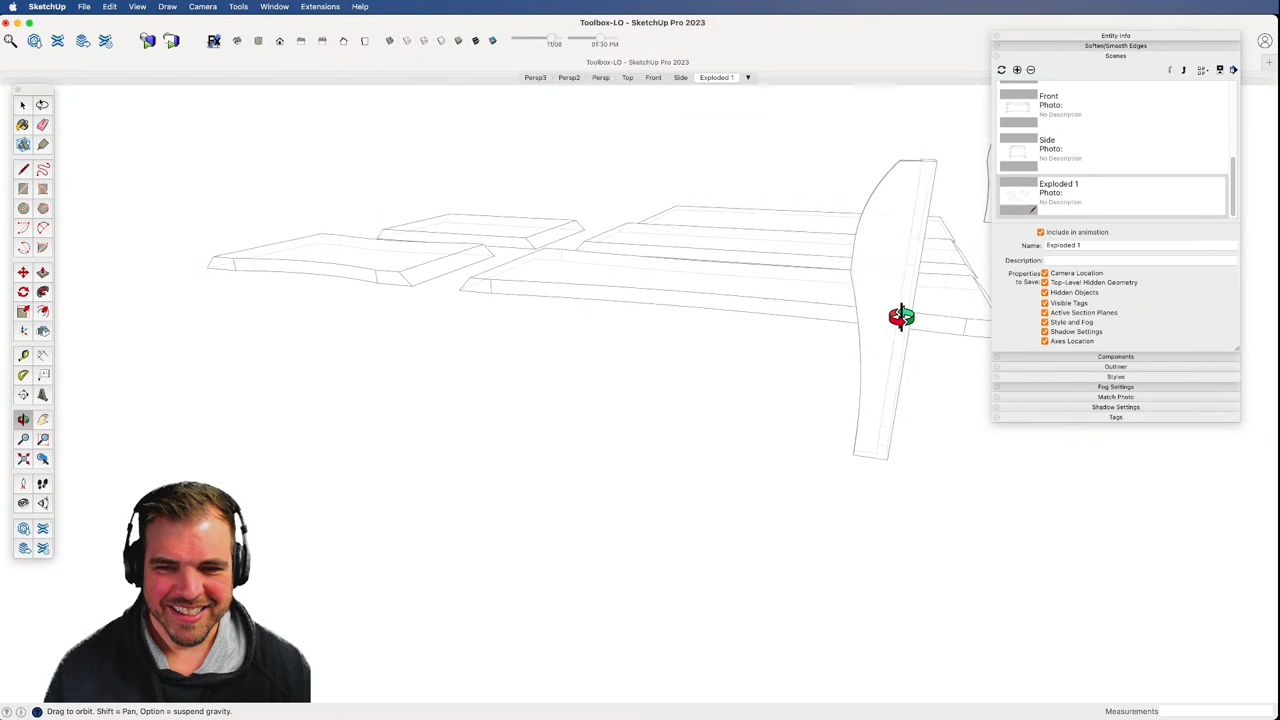 SketchUp File Edit View Draw Camera Tools Window Extensions Help
Toolbox-LO - SketchUp Pro 2023
11/08 01:30 PM
Toolbox-LO - SketchUp Pro 2023
Persp3 Persp2 Persp Top Front Side Exploded 1
Entity Info
Soften/Smooth Edges
Scenes
Front
Photo:
No Description
Side
Photo:
No Description
Exploded 1
Photo:
No Description
Include in animation
Name: Exploded 1
Description:
Properties to Save:
Camera Location
Top-Level Hidden Geometry
Hidden Objects
Visible Tags
Active Section Planes
Style and Fog
Shadow Settings
Axes Location
Components
Outliner
Styles
Fog Settings
Match Photo
Shadow Settings
Tags
Drag to orbit. Shift = Pan, Option = suspend gravity.
Measurements